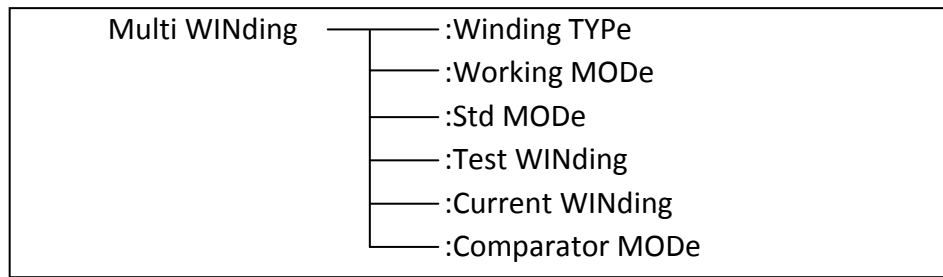 Multi WINding :Winding TYPe
:Working MODe
:Std MODe
:Test WINding
:Current WINding
:Comparator MODe